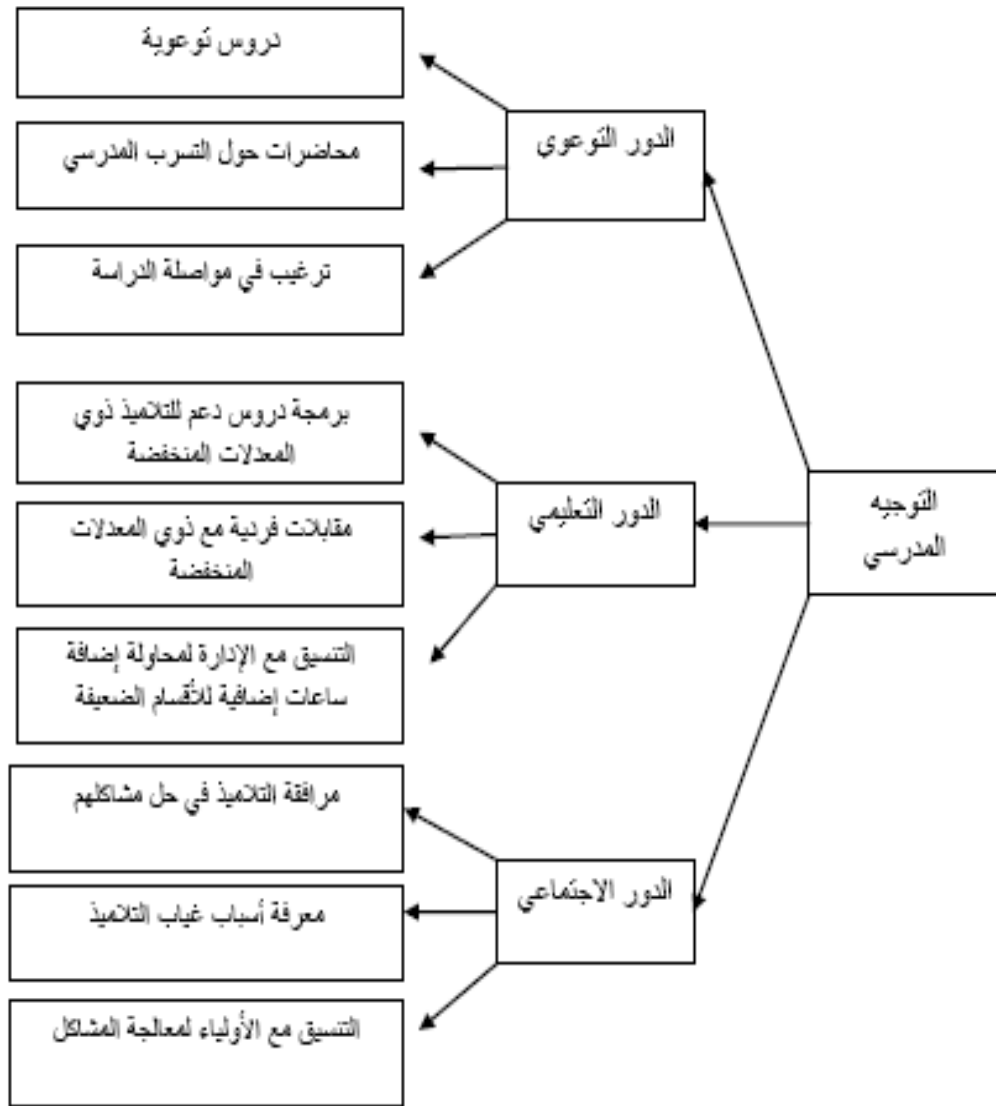 التوجيه
المدرسي
الدور التوعوي
دروس توعوية
محاضرات حول التسرب المدرسي
ترغيب في مواصلة الدراسة
الدور التعليمي
برمجة دروس دعم للتلاميذ ذوي
المعدلات المنخفضة
مقابلات فردية مع ذوي المعدلات
المنخفضة
التنسيق مع الإدارة لمحاولة إضافة
ساعات إضافية للأقسام الضعيفة
الدور الاجتماعي
مرافقة التلاميذ في حل مشاكلهم
معرفة أسباب غياب التلاميذ
التنسيق مع الأولياء لمعالجة المشاكل